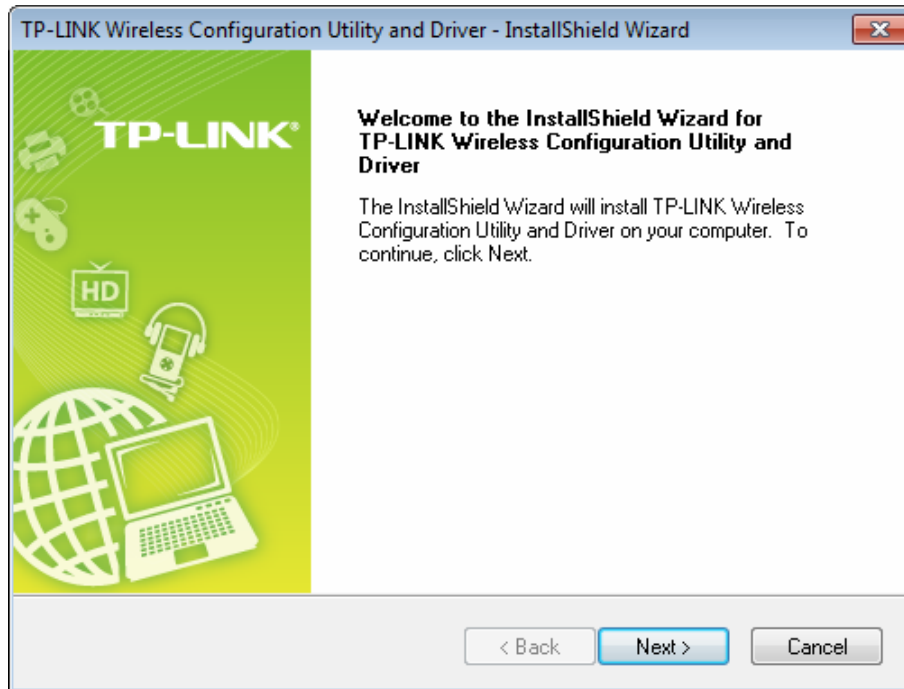 TP-LINK Wireless Configuration Utility and Driver - InstallShield Wizard
TP-LINK®
Welcome to the InstallShield Wizard for
TP-LINK Wireless Configuration Utility and
Driver
The InstallShield Wizard will install TP-LINK Wireless
Configuration Utility and Driver on your computer. To
continue, click Next.
HD
< Back
Next >
Cancel